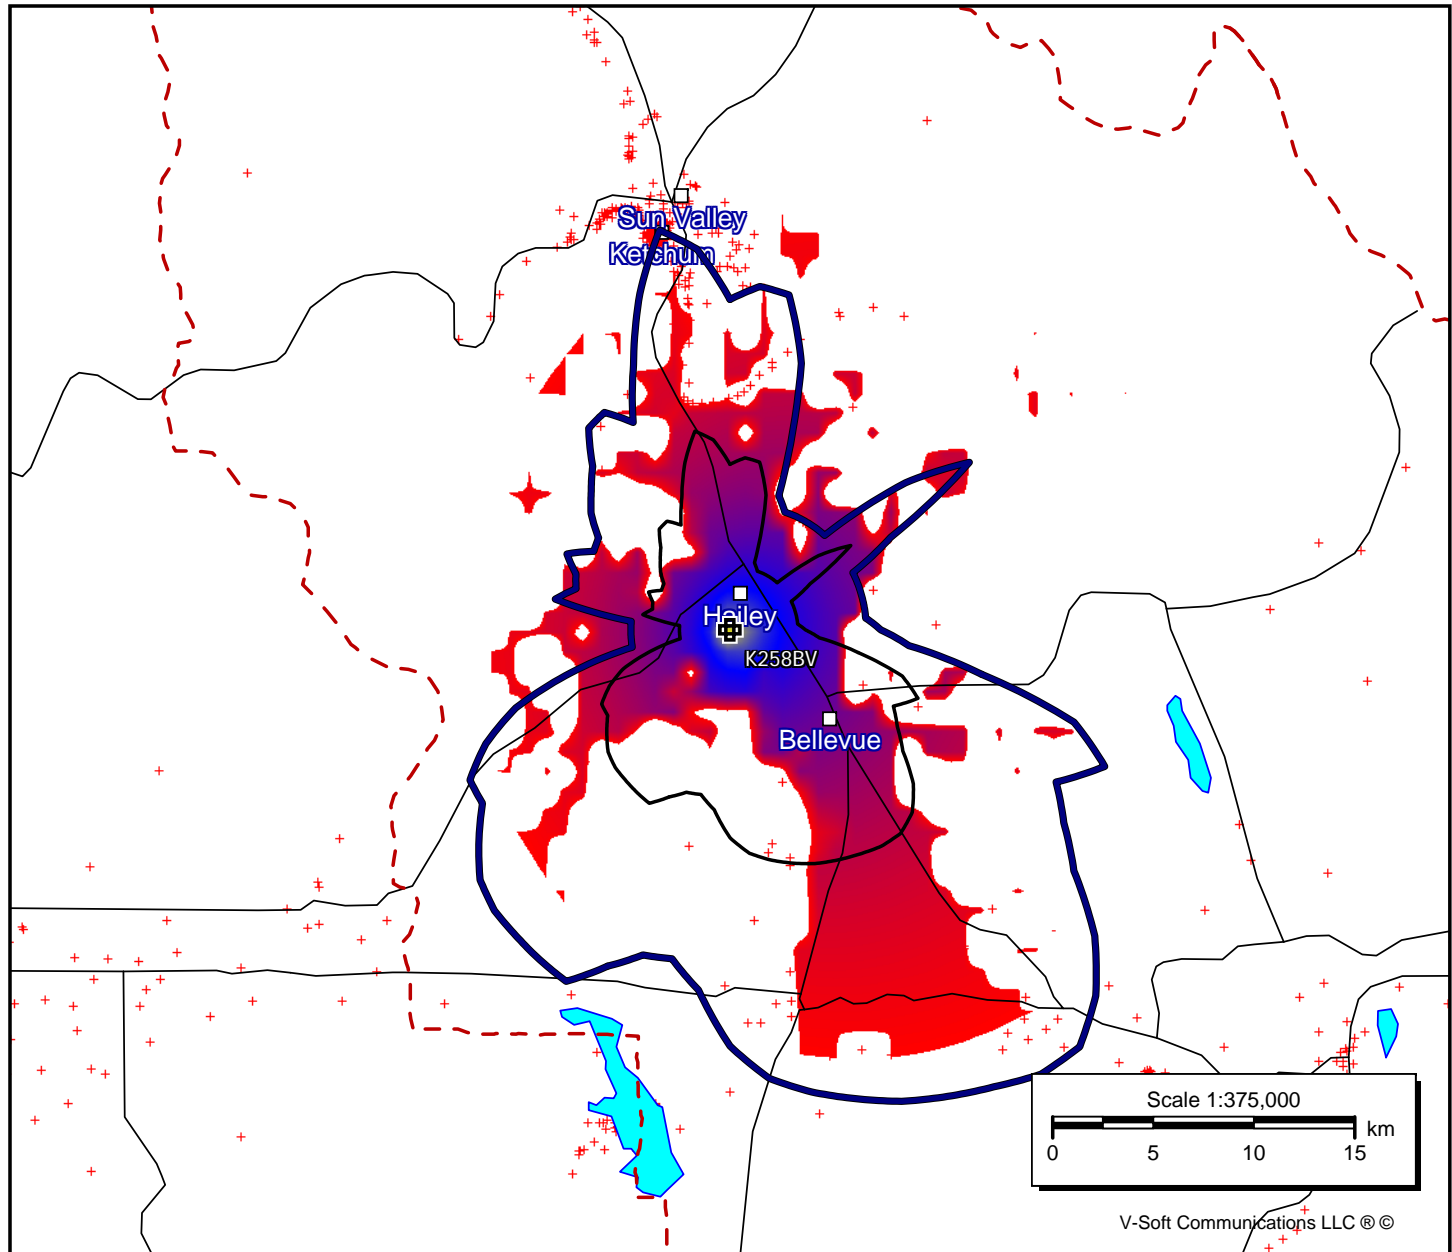 Sun Valley
Ketchum
Hailey
K258BV
Bellevue
Scale 1:375,000
km
0 5 10 15
V-Soft Communications LLC ® ©